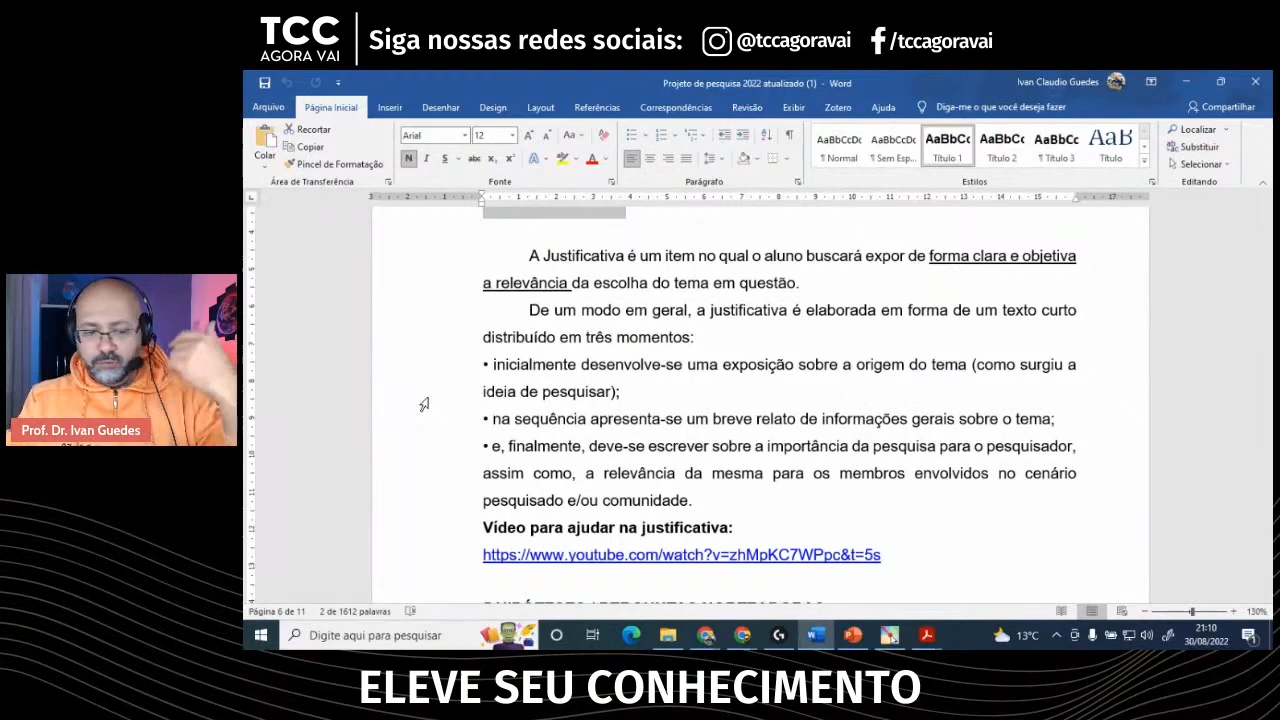 TCC
AGORA VAI
Siga nossas redes sociais:
@tccagoravai
/tccagoravai
Projeto de pesquisa 2022 atualizado (1) - Word
Ivan Claudio Guedes
Arquivo
Página Inicial
Inserir
Desenhar
Design
Layout
Referências
Correspondências
Revisão
Exibir
Zotero
Ajuda
Diga-me o que você deseja fazer
Compartilhar
Colar
Recortar
Copiar
Pincel de Formatação
Área de Transferência
Arial
12
Fonte
Parágrafo
AaBbCcDc
¶ Normal
AaBbCcDc
¶ Sem Esp...
AaBbCc
Título 1
AaBbCc
Título 2
AaBbCc
¶ Título 3
AaB
Título
Estilos
Localizar
Substituir
Selecionar
Editando
A Justificativa é um item no qual o aluno buscará expor de forma clara e objetiva
a relevância da escolha do tema em questão.
De um modo em geral, a justificativa é elaborada em forma de um texto curto
distribuído em três momentos:
• inicialmente desenvolve-se uma exposição sobre a origem do tema (como surgiu a
ideia de pesquisar);
• na sequência apresenta-se um breve relato de informações gerais sobre o tema;
• e, finalmente, deve-se escrever sobre a importância da pesquisa para o pesquisador,
assim como, a relevância da mesma para os membros envolvidos no cenário
pesquisado e/ou comunidade.
Vídeo para ajudar na justificativa:
https://www.youtube.com/watch?v=zhMpKC7WPpc&t=5s
Prof. Dr. Ivan Guedes
Página 6 de 11
2 de 1612 palavras
130%
Digite aqui para pesquisar
13°C
21:10
30/08/2022
ELEVE SEU CONHECIMENTO